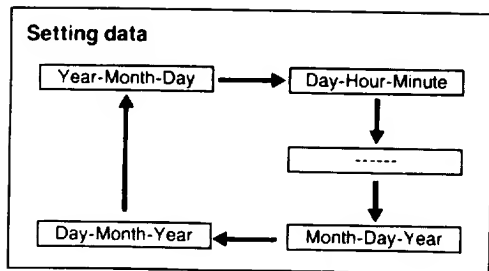 Setting data
Year-Month-Day
Day-Hour-Minute
------
Day-Month-Year
Month-Day-Year